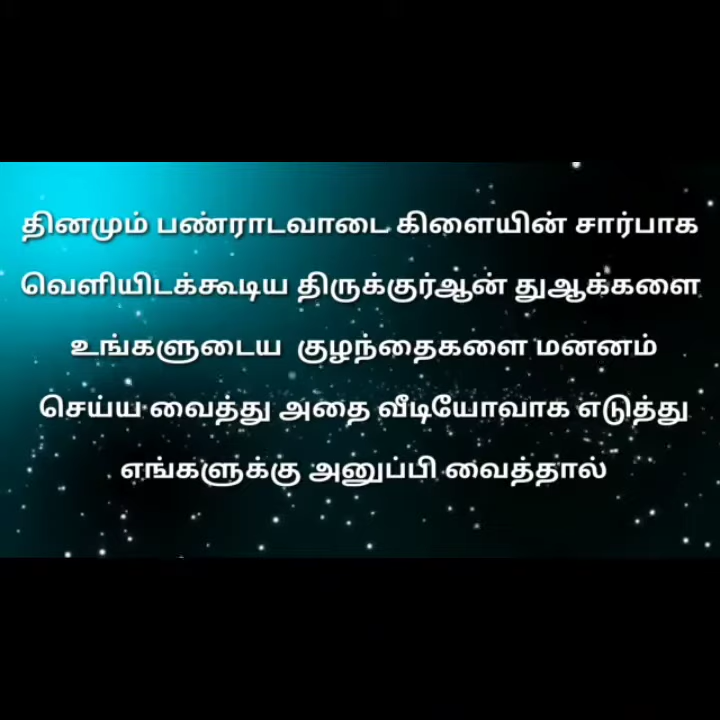 தினமும் பண்ராடவாடை கிளையின் சார்பாக
வெளியிடக்கூடிய திருக்குர்ஆன் துஆக்களை
உங்களுடைய குழந்தைகளை மனனம்
செய்ய வைத்து அதை வீடியோவாக எடுத்து
எங்களுக்கு அனுப்பி வைத்தால்